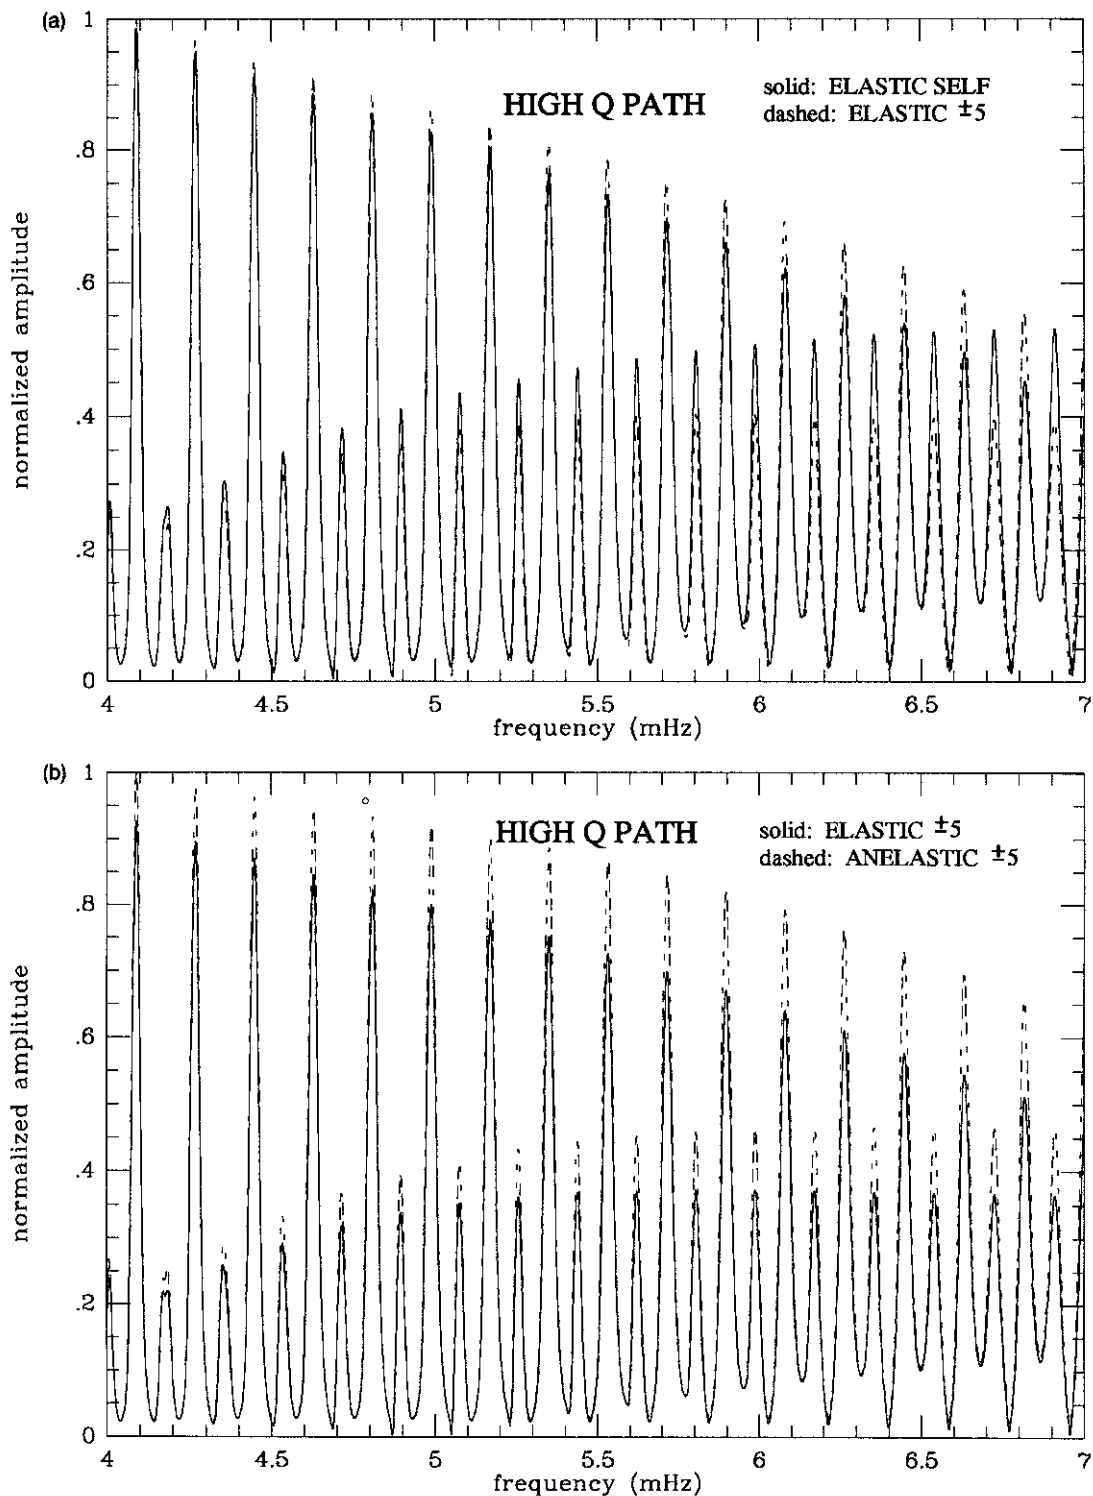 (a)
1
.8
.6
.4
.2
0
normalized amplitude
HIGH Q PATH
solid: ELASTIC SELF
dashed: ELASTIC ±5
4 4.5 5 5.5 6 6.5 7
frequency (mHz)
(b)
1
.8
.6
.4
.2
0
normalized amplitude
HIGH Q PATH
solid: ELASTIC ±5
dashed: ANELASTIC ±5
4 4.5 5 5.5 6 6.5 7
frequency (mHz)